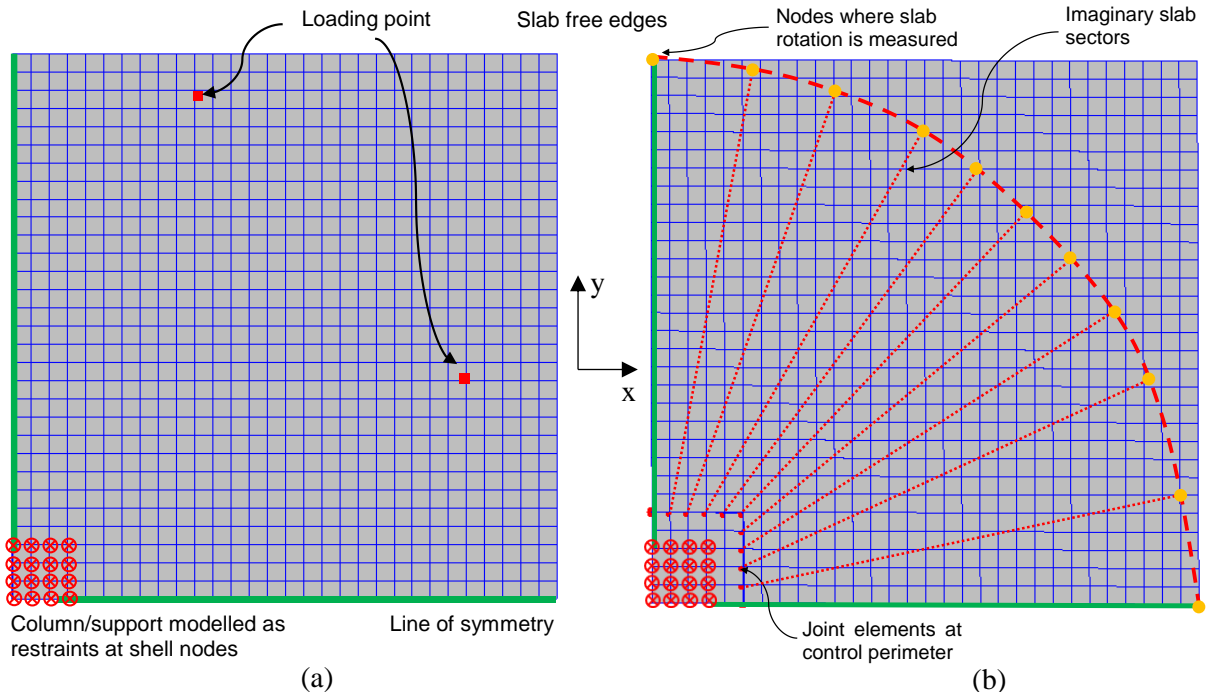 Loading point
Slab free edges
Nodes where slab
rotation is measured
Imaginary slab
sectors
y
x
Column/support modelled as
restraints at shell nodes
Line of symmetry
Joint elements at
control perimeter
(a)
(b)